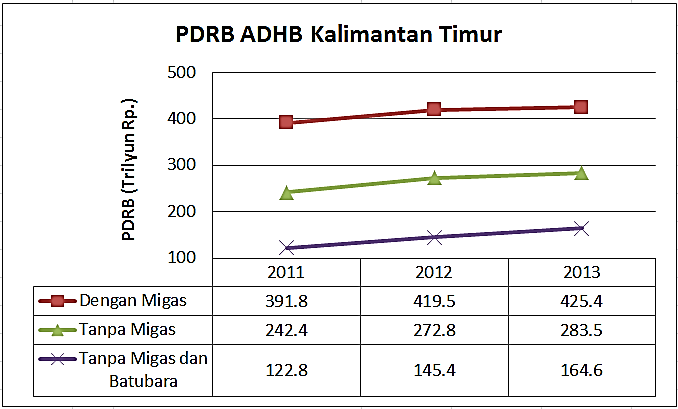 PDRB ADHB Kalimantan Timur
PDRB (Trilyun Rp.)
500
400
300
200
100
2011 2012 2013
Dengan Migas 391.8 419.5 425.4
Tanpa Migas 242.4 272.8 283.5
Tanpa Migas dan
Batubara 122.8 145.4 164.6